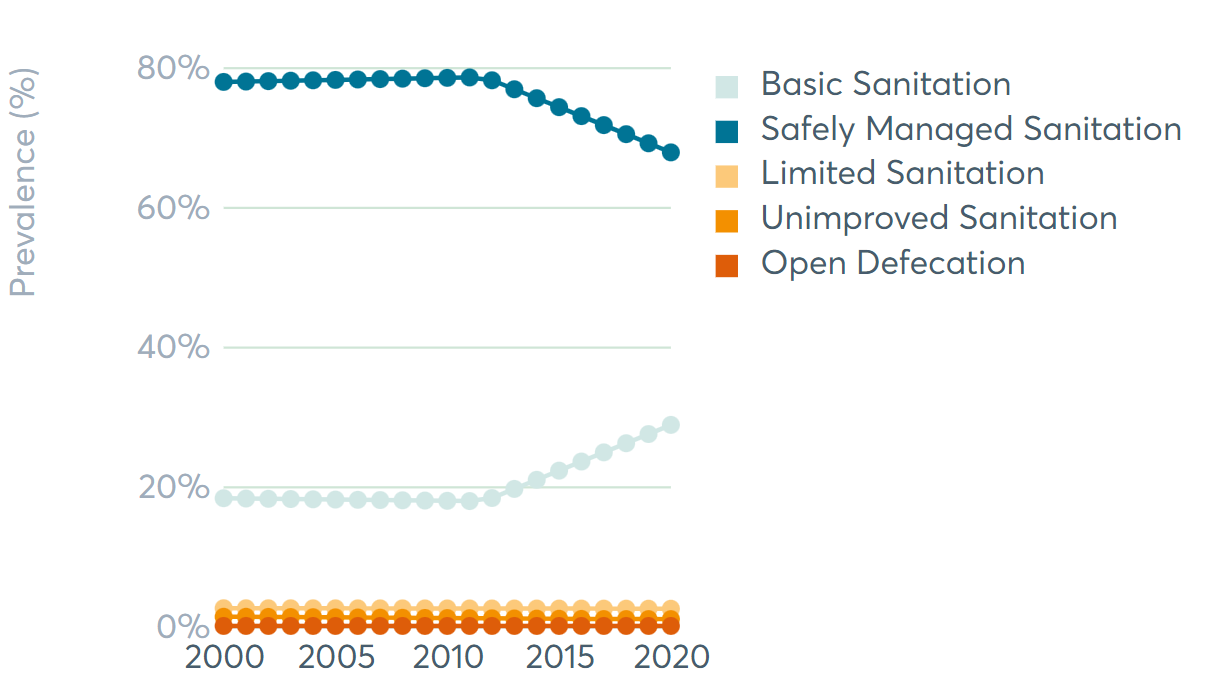 Prevalence (%)
80%
60%
40%
20%
0%
2000 2005 2010 2015 2020
Basic Sanitation
Safely Managed Sanitation
Limited Sanitation
Unimproved Sanitation
Open Defecation